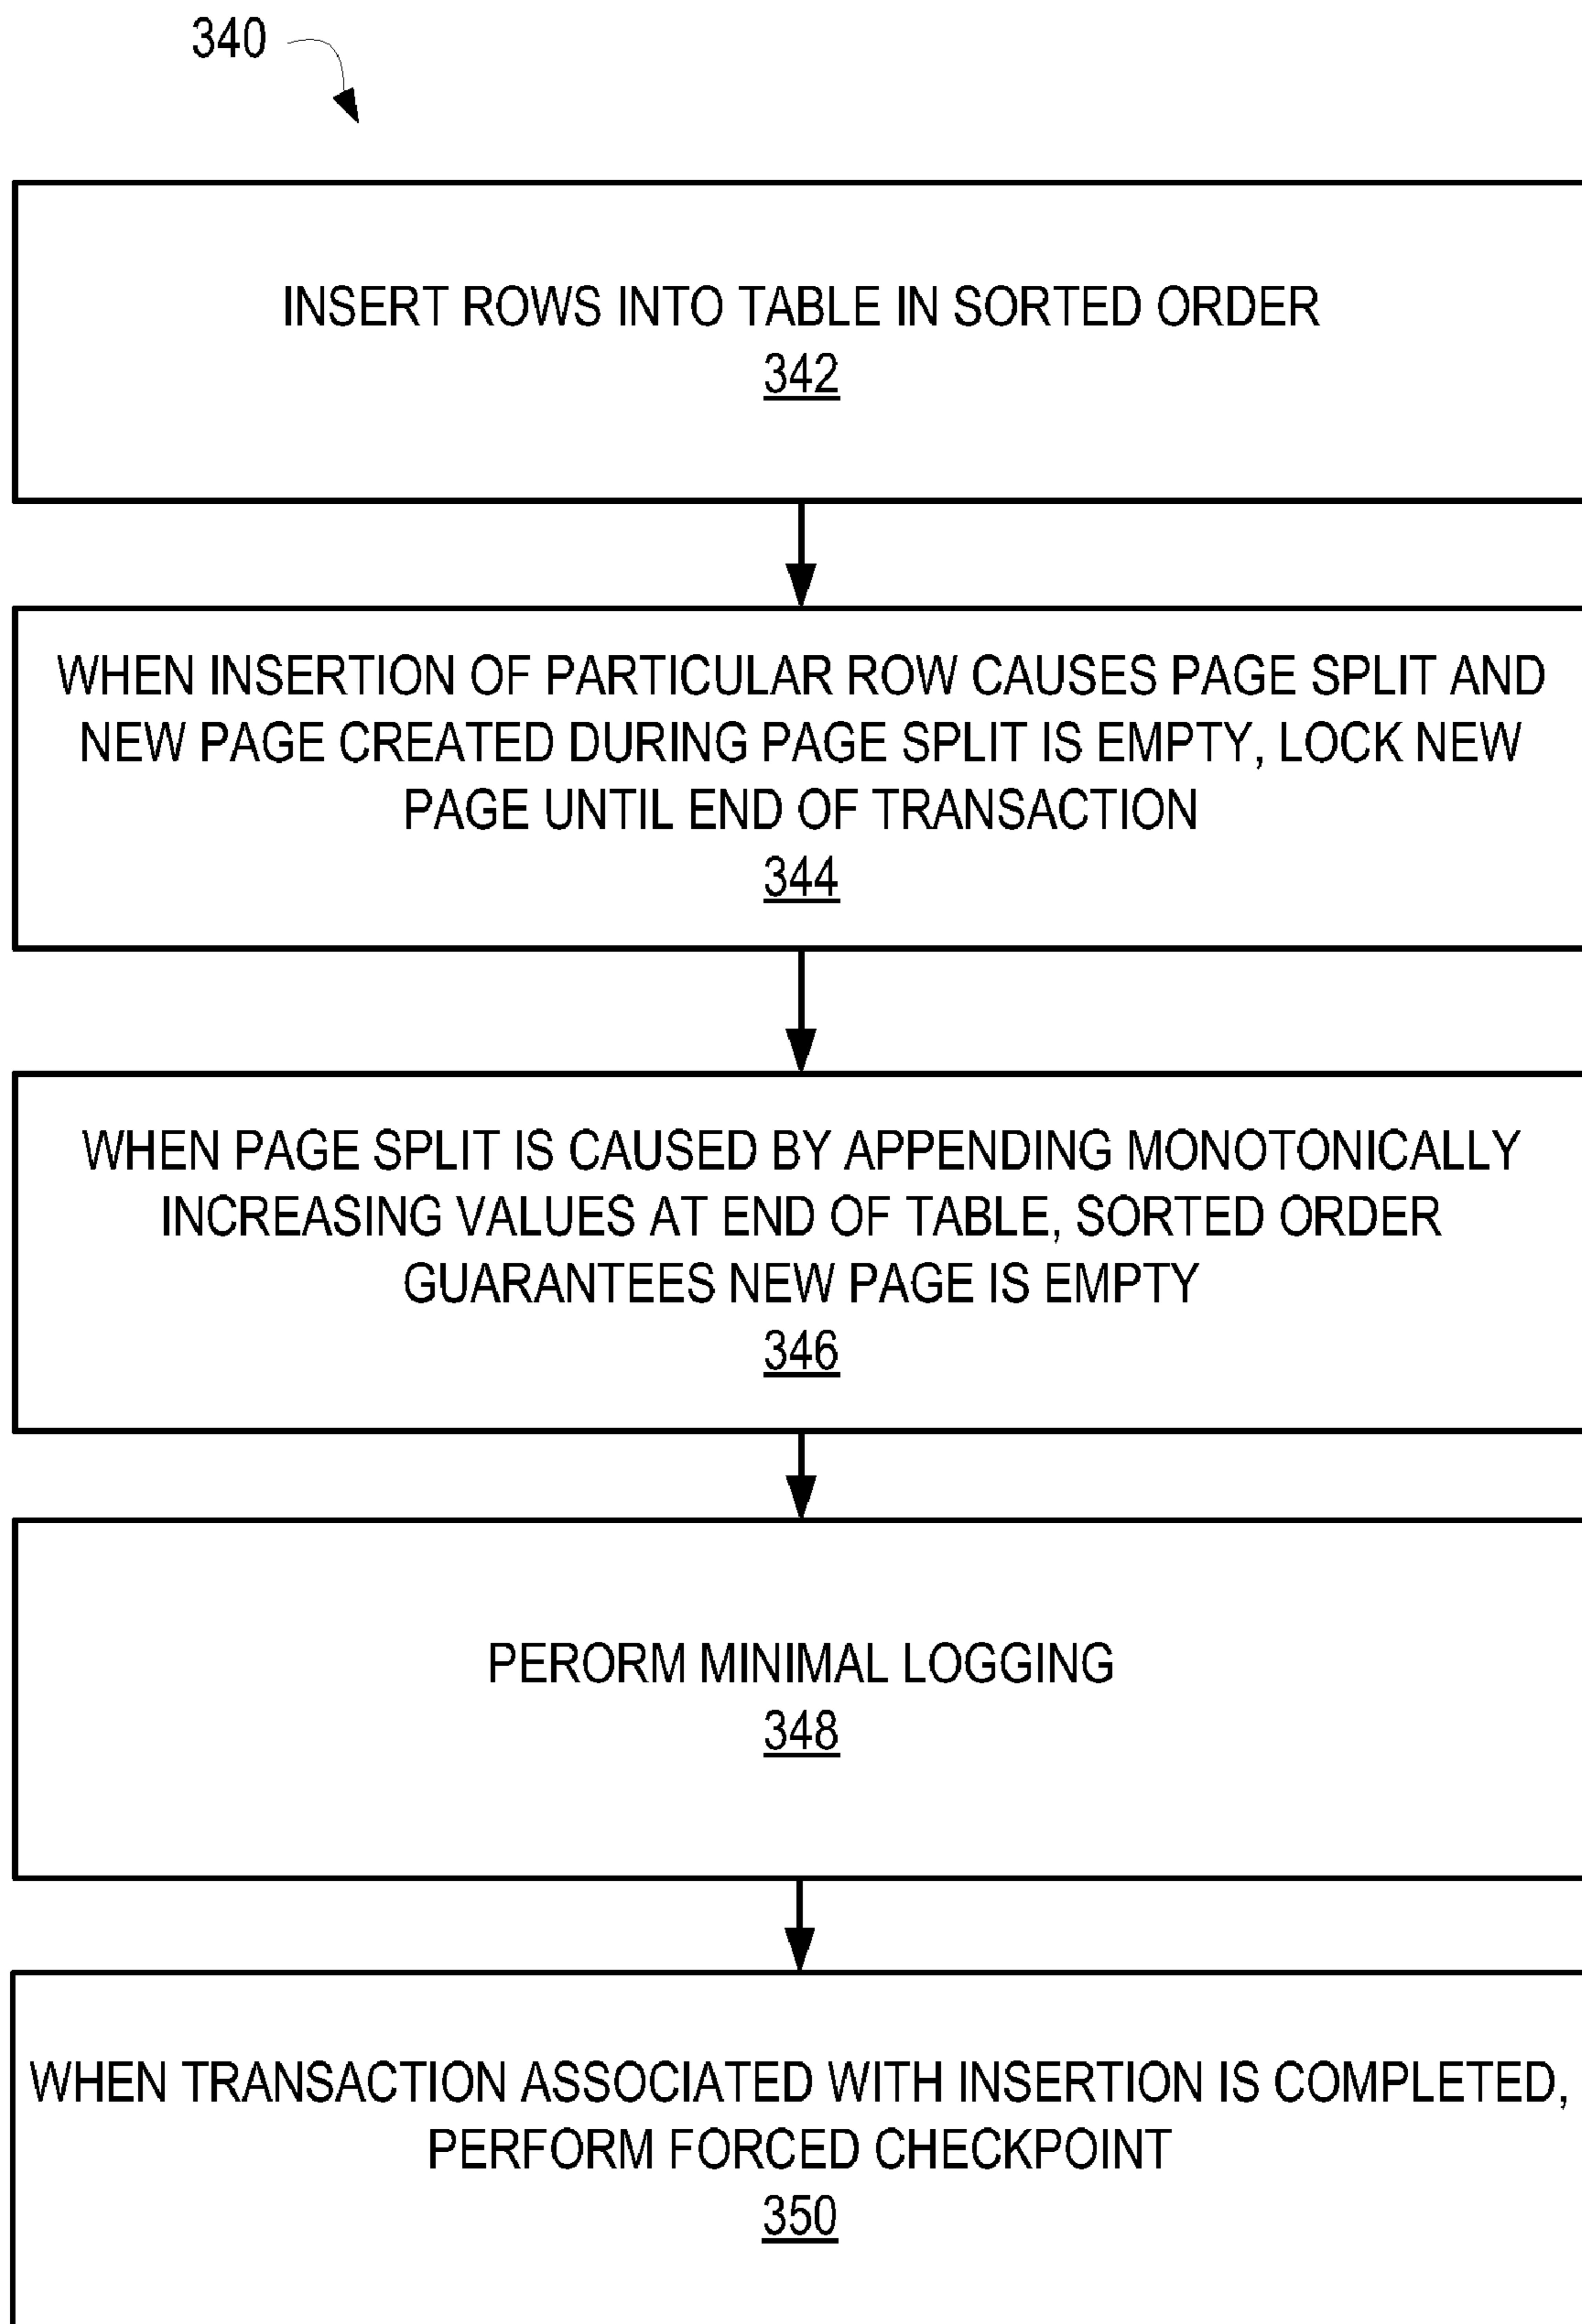 340
INSERT ROWS INTO TABLE IN SORTED ORDER
342
WHEN INSERTION OF PARTICULAR ROW CAUSES PAGE SPLIT AND
NEW PAGE CREATED DURING PAGE SPLIT IS EMPTY, LOCK NEW
PAGE UNTIL END OF TRANSACTION
344
WHEN PAGE SPLIT IS CAUSED BY APPENDING MONOTONICALLY
INCREASING VALUES AT END OF TABLE, SORTED ORDER
GUARANTEES NEW PAGE IS EMPTY
346
PERORM MINIMAL LOGGING
348
WHEN TRANSACTION ASSOCIATED WITH INSERTION IS COMPLETED,
PERFORM FORCED CHECKPOINT
350